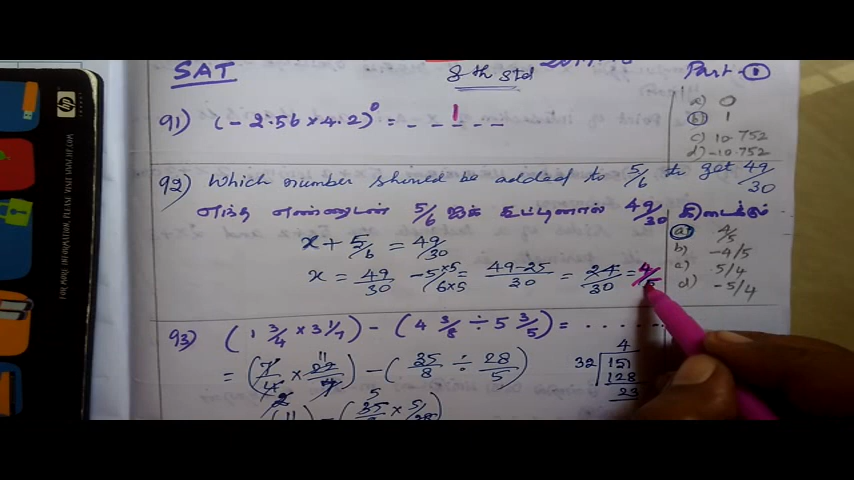 SAT 8th std Part-①
91) (-2.56 × 4.2)⁰ = - - 1 - -
a) 0
b) 1
c) 10.752
d) -10.752
92) Which number should be added to 5/6 to get 49/30
எந்த எண்ணுடன் 5/6 ஐக் கூட்டினால் 49/30 கிடைக்கும்
a) 4/5
b) -4/5
c) 5/4
d) -5/4
x + 5/6 = 49/30
x = 49/30 - 5×5/6×5 = 49-25/30 = 24/30 = 4/5
93) (1 3/4 × 3 1/7) - (4 3/8 ÷ 5 3/5) = . . . . . .
= (7/4 × 22/7) - (35/8 ÷ 28/5)
4
32 151
128
23